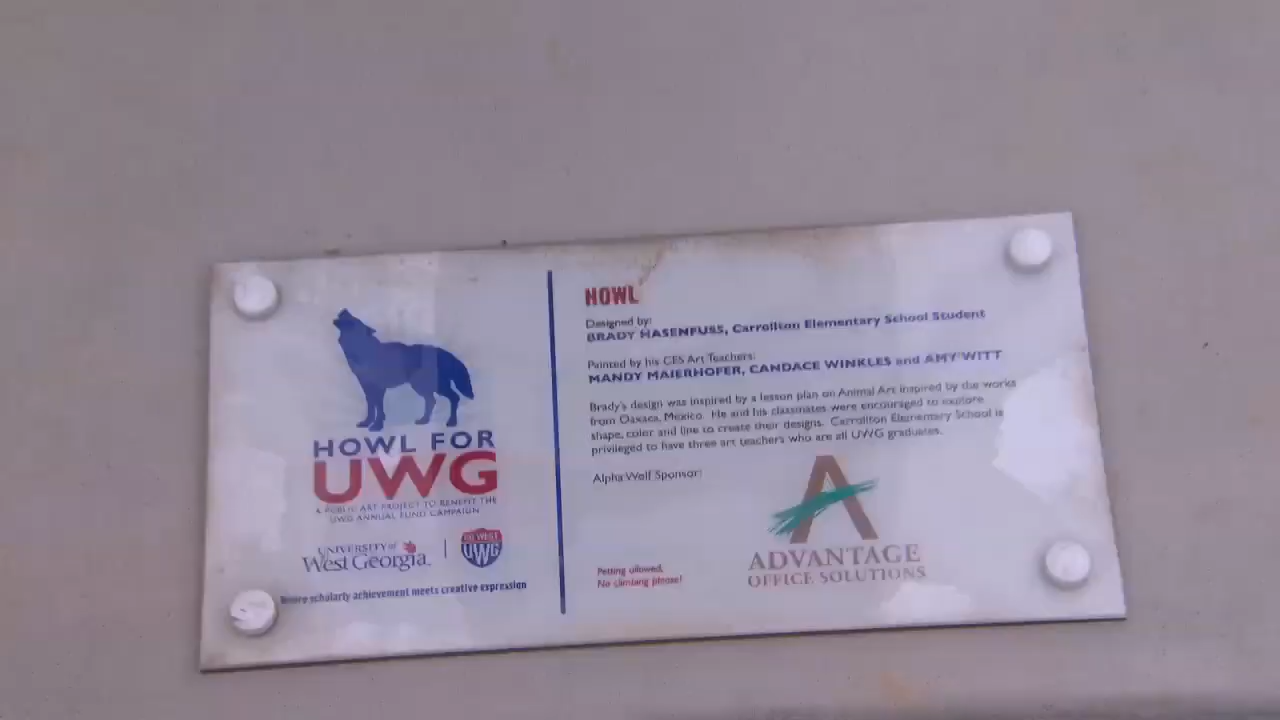 HOWL FOR
UWG
A PUBLIC ART PROJECT TO BENEFIT THE
UWG ANNUAL FUND CAMPAIGN
UNIVERSITY of
West Georgia.
GO WEST
UWG
Where scholarly achievement meets creative expression
HOWL
Designed by:
BRADY HASENFUSS, Carrollton Elementary School Student
Painted by his CES Art Teachers:
MANDY MAIERHOFER, CANDACE WINKLES and AMY WITT
Brady's design was inspired by a lesson plan on Animal Art inspired by the works
from Oaxaca, Mexico. He and his classmates were encouraged to explore
shape, color and line to create their designs. Carrollton Elementary School is
privileged to have three art teachers who are all UWG graduates.
Alpha Wolf Sponsor:
ADVANTAGE
OFFICE SOLUTIONS
Petting allowed,
No climbing please!